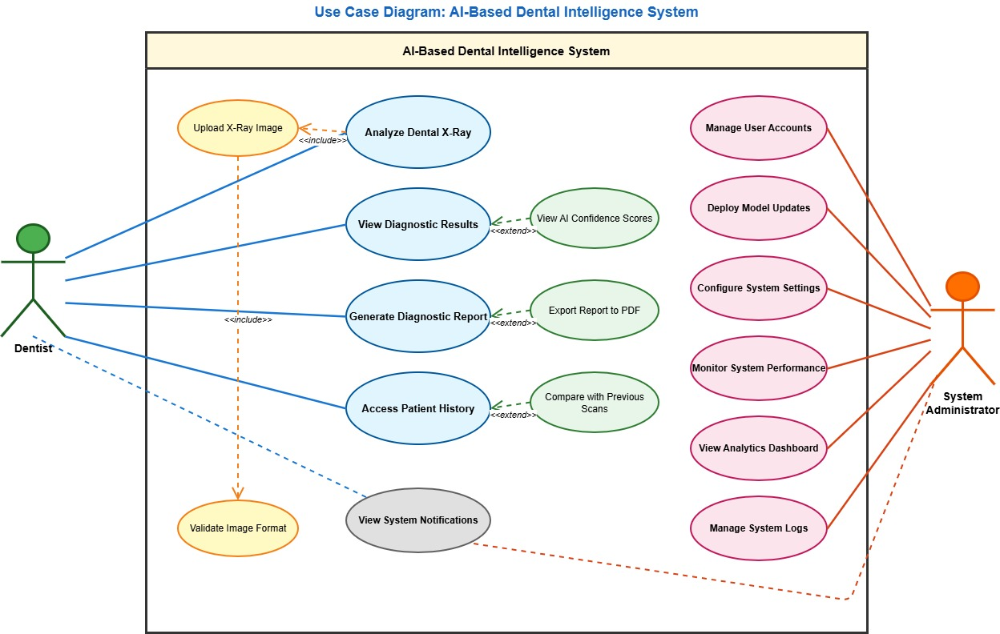 Use Case Diagram: AI-Based Dental Intelligence System
AI-Based Dental Intelligence System
Upload X-Ray Image
<<include>>
Analyze Dental X-Ray
Manage User Accounts
View Diagnostic Results
<<extend>>
View AI Confidence Scores
Deploy Model Updates
Generate Diagnostic Report
<<extend>>
Export Report to PDF
Configure System Settings
<<include>>
Dentist
Monitor System Performance
Access Patient History
<<extend>>
Compare with Previous
Scans
System
Administrator
View Analytics Dashboard
Validate Image Format
View System Notifications
Manage System Logs